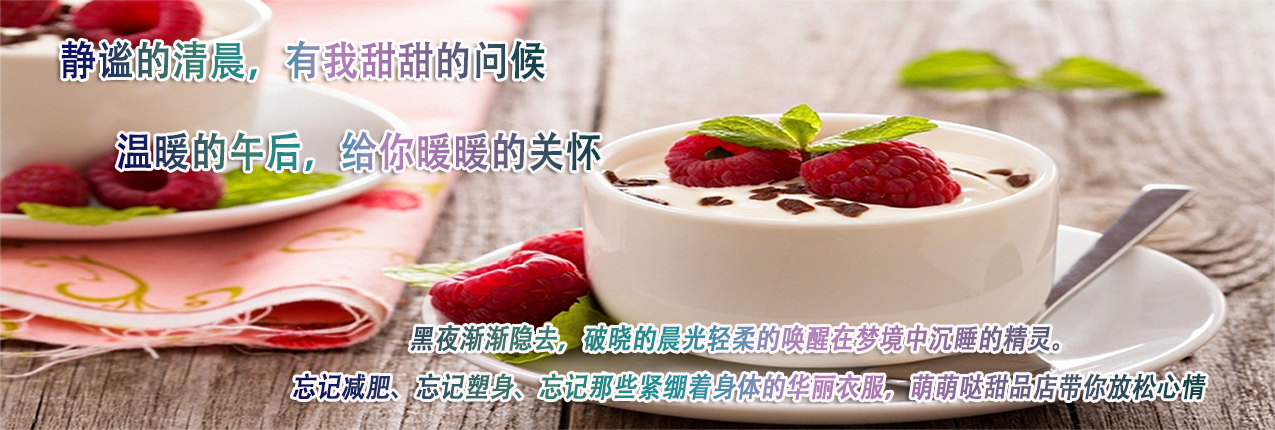 静谧的清晨，有我甜甜的问候
温暖的午后，给你暖暖的关怀
黑夜渐渐隐去，破晓的晨光轻柔的唤醒在梦境中沉睡的精灵。
忘记减肥、忘记塑身、忘记那些紧绷着身体的华丽衣服，萌萌哒甜品店带你放松心情